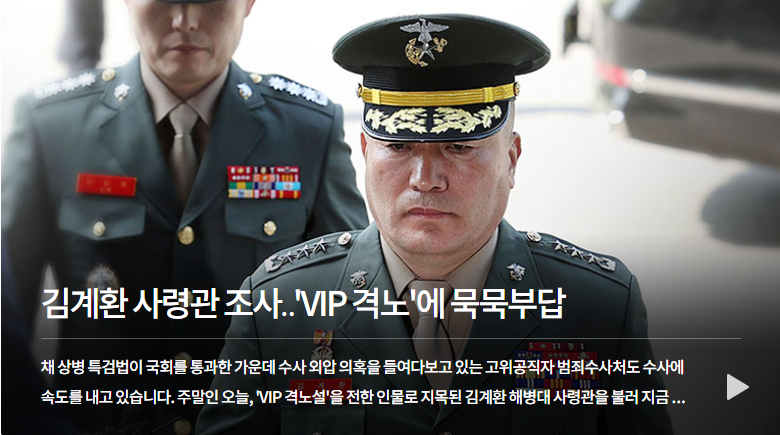 김계환 사령관 조사..'VIP 격노'에 묵묵부답
채 상병 특검법이 국회를 통과한 가운데 수사 외압 의혹을 들여다보고 있는 고위공직자 범죄수사처도 수사에
속도를 내고 있습니다. 주말인 오늘, 'VIP 격노설'을 전한 인물로 지목된 김계환 해병대 사령관을 불러 지금 ...